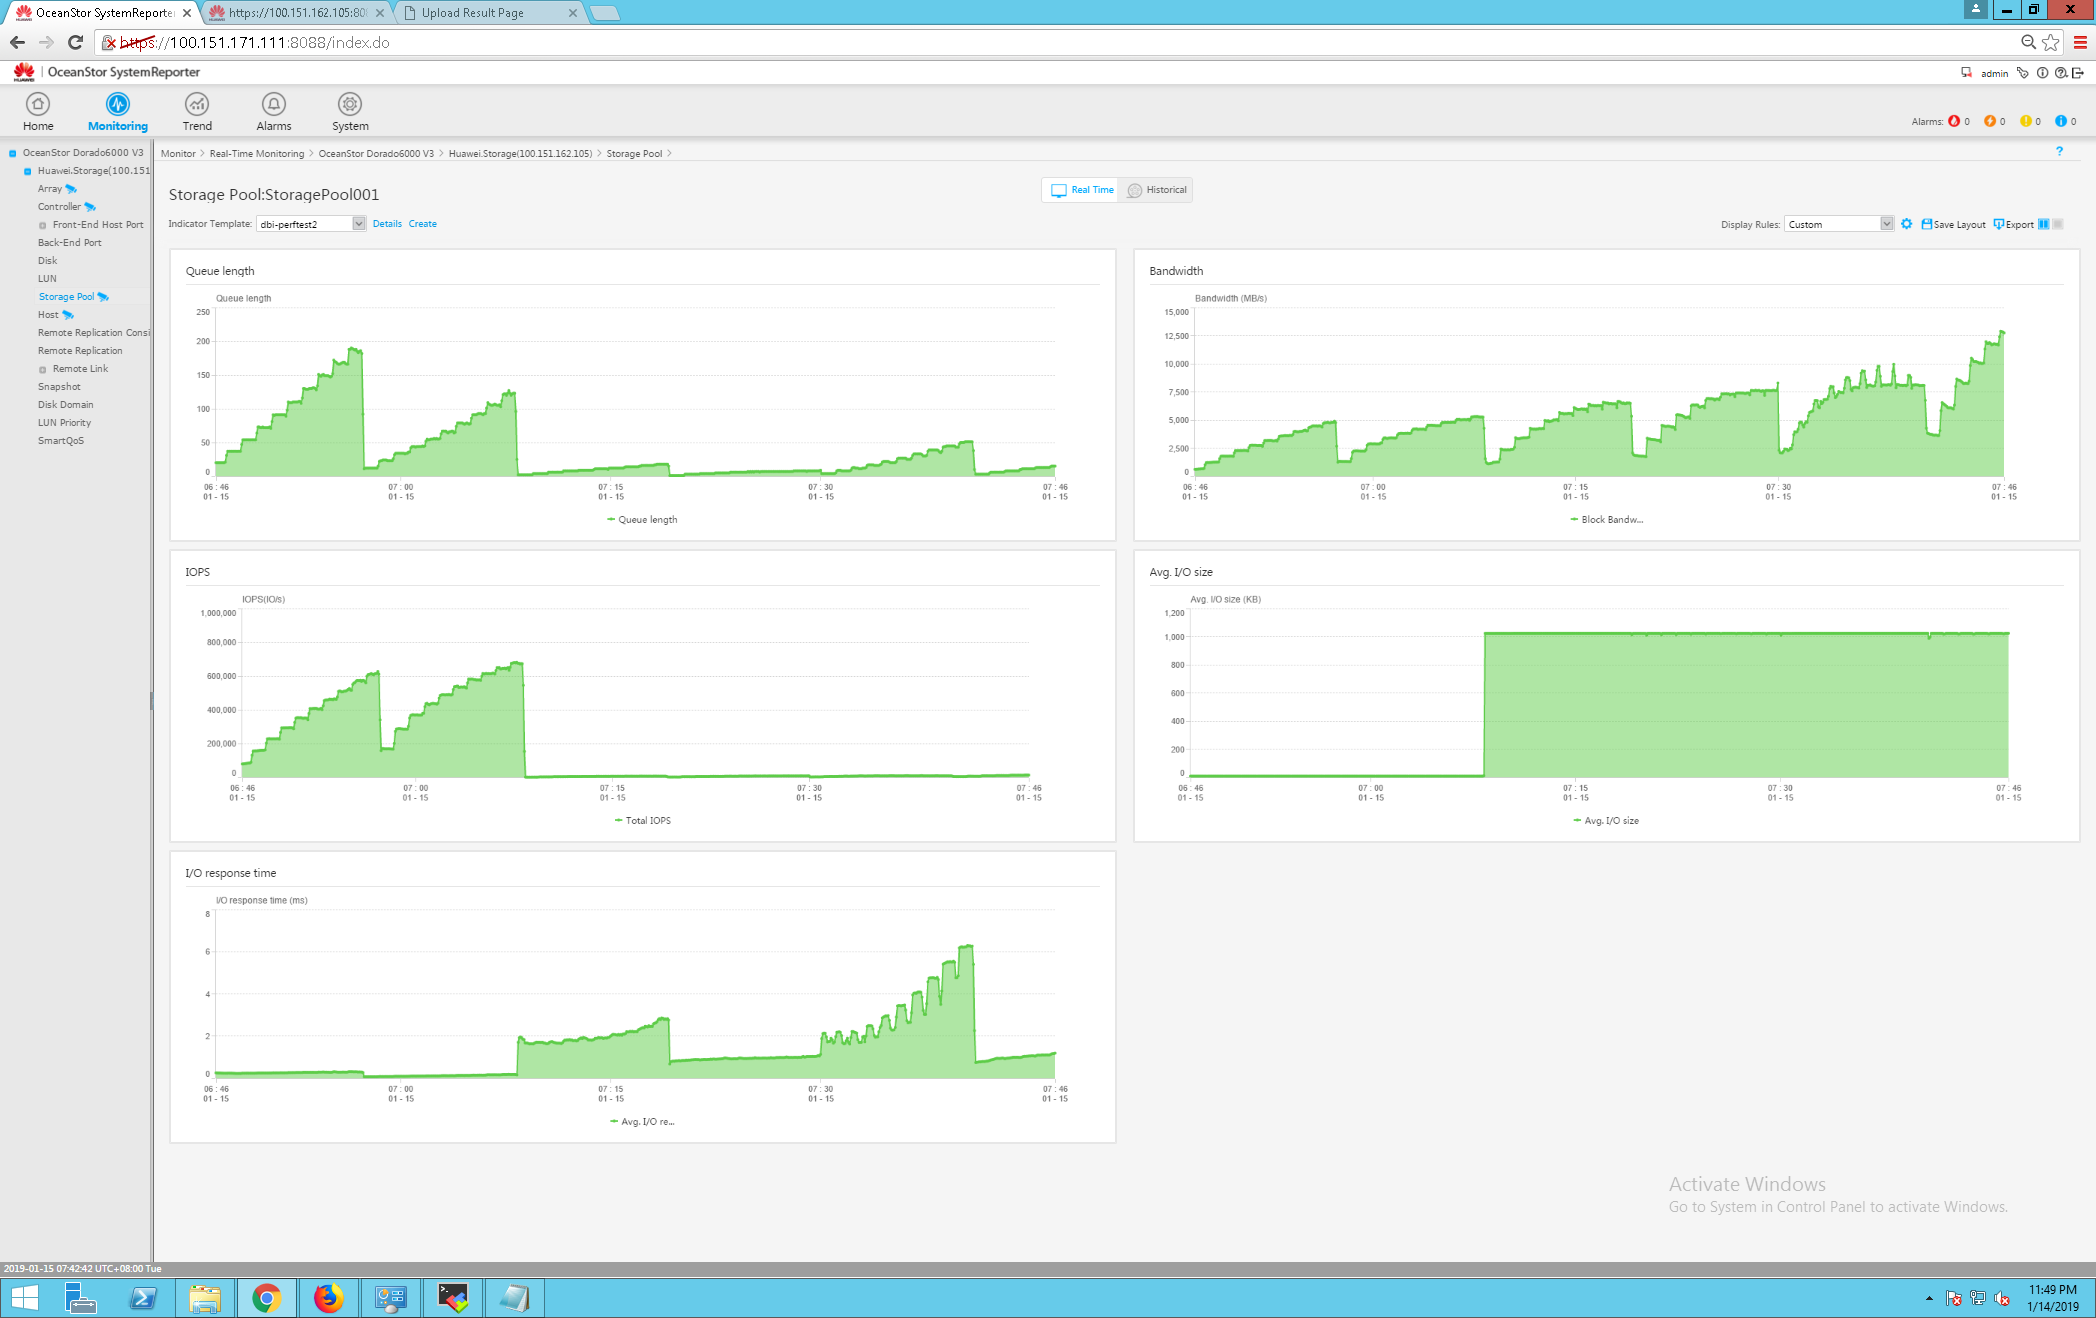 OceanStor SystemReporte
https://100.151.162.105:80
Upload Result Page
https://100.151.171.111:8088/index.do
HUAWEI
OceanStor SystemReporter
admin
Home
Monitoring
Trend
Alarms
System
Alarms: 0 0 0 0
OceanStor Dorado6000 V3
Huawei.Storage(100.151
Array
Controller
Front-End Host Port
Back-End Port
Disk
LUN
Storage Pool
Host
Remote Replication Consi
Remote Replication
Remote Link
Snapshot
Disk Domain
LUN Priority
SmartQoS
Monitor > Real-Time Monitoring > OceanStor Dorado6000 V3 > Huawei.Storage(100.151.162.105) > Storage Pool >
?
Storage Pool:StoragePool001
Real Time
Historical
Indicator Template: dbi-perftest2 Details Create
Display Rules: Custom Save Layout Export
Queue length
Queue length
250
200
150
100
50
0
06 : 46 07 : 00 07 : 15 07 : 30 07 : 46
01 - 15 01 - 15 01 - 15 01 - 15 01 - 15
Queue length
Bandwidth
Bandwidth (MB/s)
15,000
12,500
10,000
7,500
5,000
2,500
0
06 : 46 07 : 00 07 : 15 07 : 30 07 : 46
01 - 15 01 - 15 01 - 15 01 - 15 01 - 15
Block Bandw...
IOPS
IOPS(IO/s)
1,000,000
800,000
600,000
400,000
200,000
0
06 : 46 07 : 00 07 : 15 07 : 30 07 : 46
01 - 15 01 - 15 01 - 15 01 - 15 01 - 15
Total IOPS
Avg. I/O size
Avg. I/O size (KB)
1,200
1,000
800
600
400
200
0
06 : 46 07 : 00 07 : 15 07 : 30 07 : 46
01 - 15 01 - 15 01 - 15 01 - 15 01 - 15
Avg. I/O size
I/O response time
I/O response time (ms)
8
6
4
2
0
06 : 46 07 : 00 07 : 15 07 : 30 07 : 46
01 - 15 01 - 15 01 - 15 01 - 15 01 - 15
Avg. I/O re...
Activate Windows
Go to System in Control Panel to activate Windows.
2019-01-15 07:42:42 UTC+08:00 Tue
11:49 PM
1/14/2019